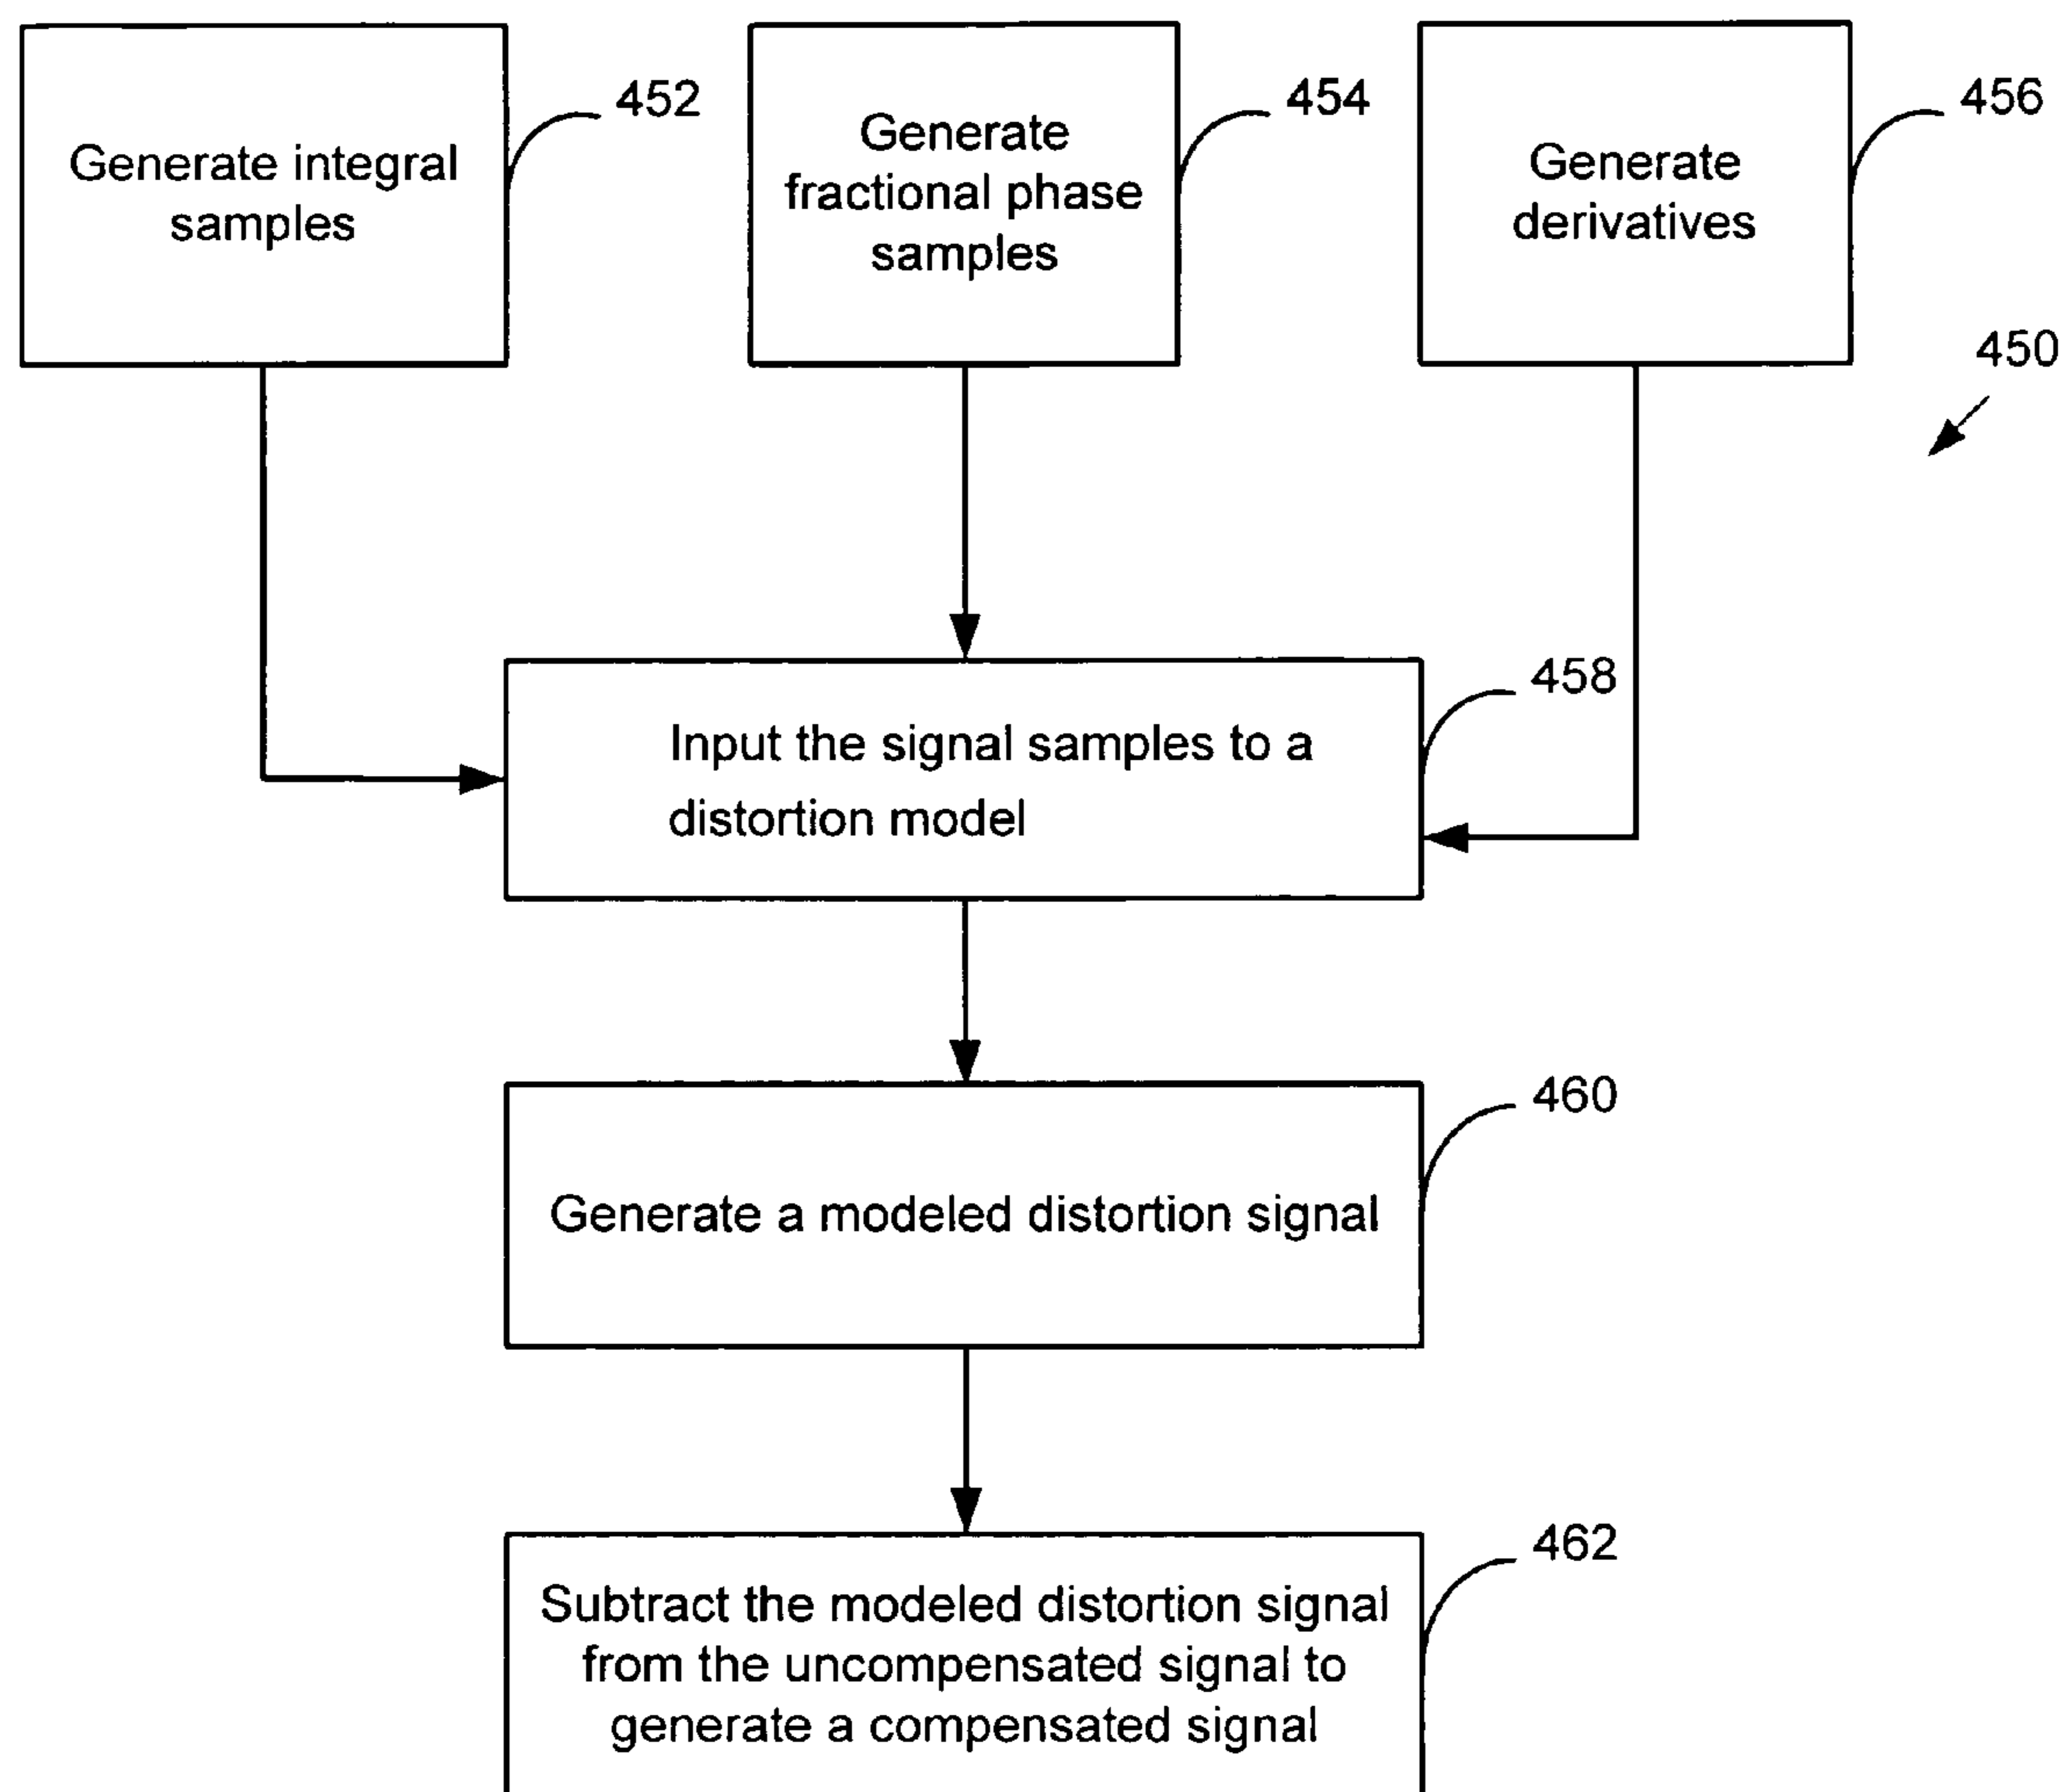 Generate integral
samples
452
Generate
fractional phase
samples
454
Generate
derivatives
456
450
Input the signal samples to a
distortion model
458
Generate a modeled distortion signal
460
Subtract the modeled distortion signal
from the uncompensated signal to
generate a compensated signal
462